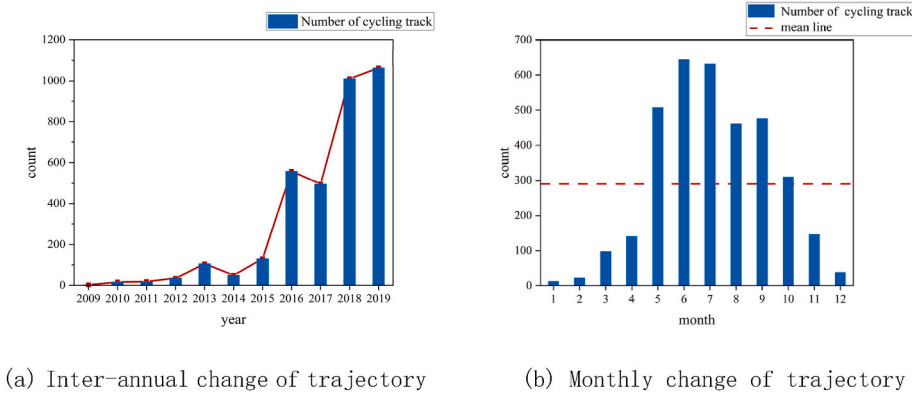 Number of cycling track
1200
1000
800
600
400
200
0
count
2009 2010 2011 2012 2013 2014 2015 2016 2017 2018 2019
year
(a) Inter-annual change of trajectory
Number of cycling track
mean line
700
600
500
400
300
200
100
0
count
1 2 3 4 5 6 7 8 9 10 11 12
month
(b) Monthly change of trajectory